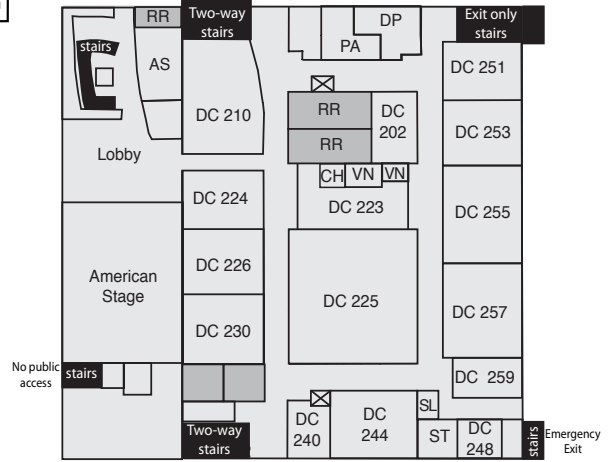 RR
Two-way
stairs
DP
Exit only
stairs
stairs
PA
AS
DC 251
DC 210
RR
DC
202
DC 253
RR
Lobby
CH
VN
VN
DC 224
DC 223
DC 255
DC 226
American
Stage
DC 225
DC 257
DC 230
No public
access
stairs
DC 259
SL
DC
240
DC
244
Two-way
stairs
ST
DC
248
stairs
Emergency
Exit